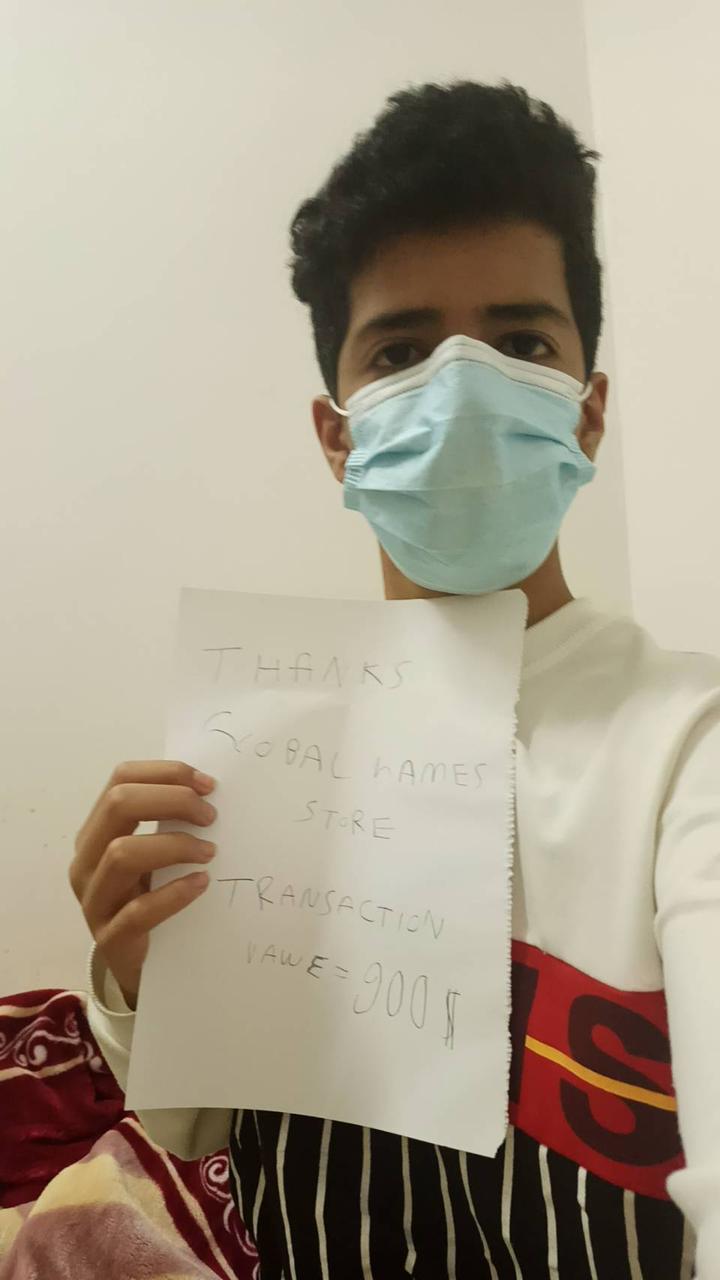 THANKS
GLOBAL GAMES
STORE
TRANSACTION
VALUE = 900 $